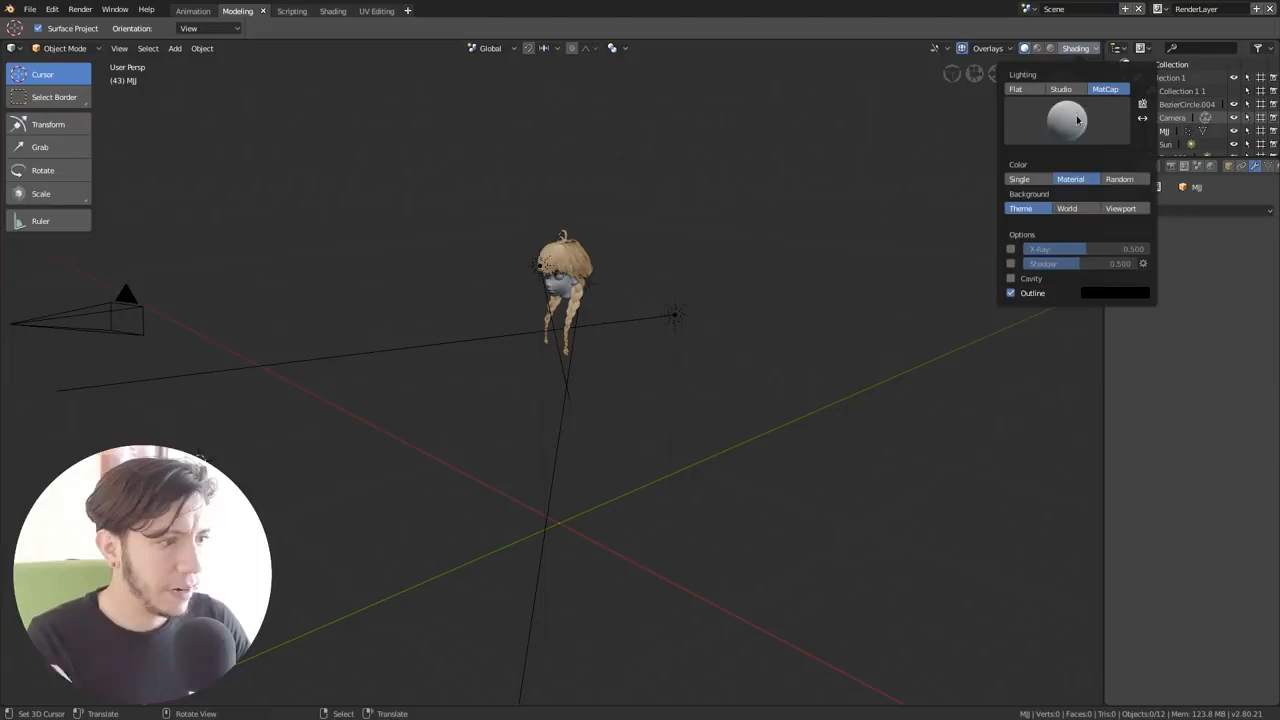 File Edit Render Window Help Animation Modeling Scripting Shading UV Editing Scene RenderLayer
Surface Project Orientation: View
Object Mode View Select Add Object Global Overlays Shading
Cursor
Select Border
Transform
Grab
Rotate
Scale
Ruler
User Persp
(43) MJJ
Lighting
Flat Studio MatCap
Color
Single Material Random
Background
Theme World Viewport
Options
X-Ray 0.500
Shadow 0.500
Cavity
Outline
Collection
ection 1
Collection 1 1
BezierCircle.004
Camera
MJJ
Sun
MJJ
Set 3D Cursor Translate Rotate View Select Translate MJJ | Verts:0 | Faces:0 | Tris:0 | Objects:0/12 | Mem: 123.8 MB | v2.80.21